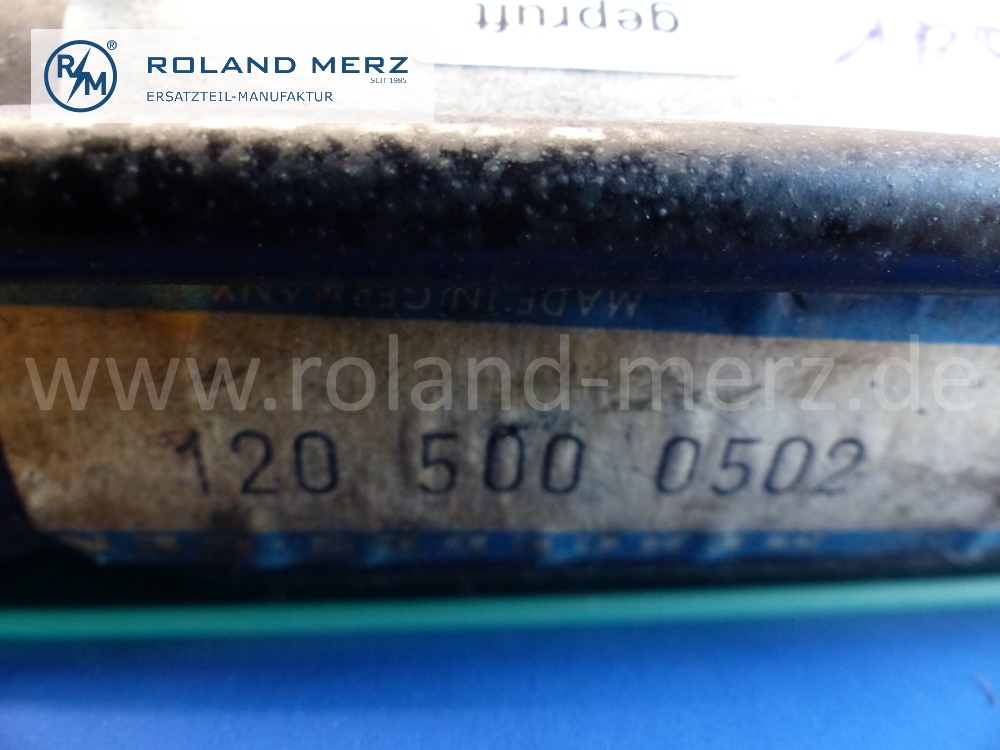 geprüft
R/M®
ROLAND MERZ
SEIT 1985
ERSATZTEIL-MANUFAKTUR
MADE IN GERMANY
www.roland-merz.de
120 500 0502